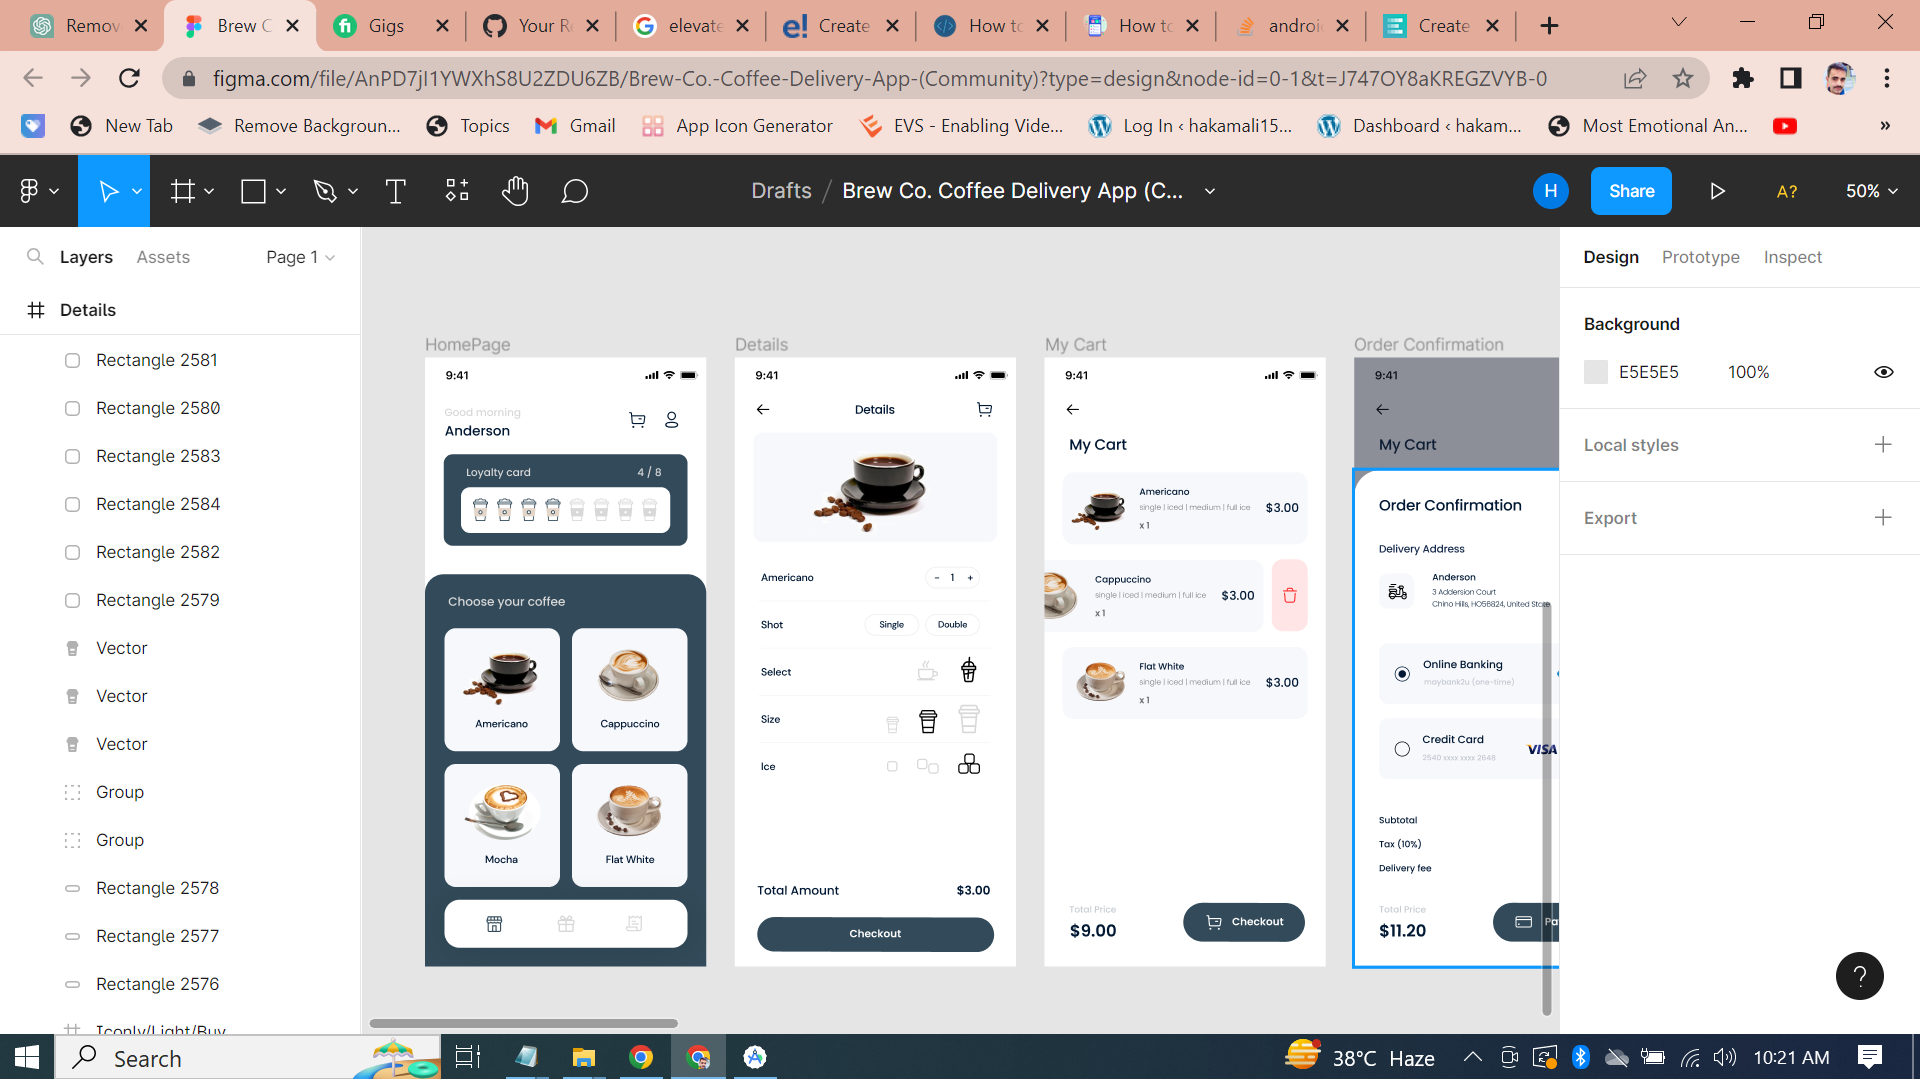 Remov
Brew C
Gigs
Your Re
elevate
Create
How to
How to
androi
Create
figma.com/file/AnPD7jI1YWXhS8U2ZDU6ZB/Brew-Co.-Coffee-Delivery-App-(Community)?type=design&node-id=0-1&t=J747OY8aKREGZVYB-0
New Tab
Remove Backgroun...
Topics
Gmail
App Icon Generator
EVS - Enabling Vide...
Log In ‹ hakamali15...
Dashboard ‹ hakam...
Most Emotional An...
»
Drafts / Brew Co. Coffee Delivery App (C...
H
Share
A?
50%
Layers
Assets
Page 1
Details
Rectangle 2581
Rectangle 2580
Rectangle 2583
Rectangle 2584
Rectangle 2582
Rectangle 2579
Vector
Vector
Vector
Group
Group
Rectangle 2578
Rectangle 2577
Rectangle 2576
Iconly/Light/Buy
HomePage
9:41
Good morning
Anderson
Loyalty card 4 / 8
Choose your coffee
Americano
Cappuccino
Mocha
Flat White
Details
9:41
Details
Americano - 1 +
Shot Single Double
Select
Size
Ice
Total Amount $3.00
Checkout
My Cart
9:41
My Cart
Americano
single | iced | medium | full ice $3.00
x 1
Cappuccino
single | iced | medium | full ice $3.00
x 1
Flat White
single | iced | medium | full ice $3.00
x 1
Total Price
$9.00
Checkout
Order Confirmation
9:41
My Cart
Order Confirmation
Delivery Address
Anderson
3 Addersion Court
Chino Hills, HO56824, United State
Online Banking
maybank2u (one-time)
Credit Card
2540 xxxx xxxx 2648
VISA
Subtotal
Tax (10%)
Delivery fee
Total Price
$11.20
Pa
Design
Prototype
Inspect
Background
E5E5E5 100%
Local styles
Export
?
Search
38°C Haze
10:21 AM